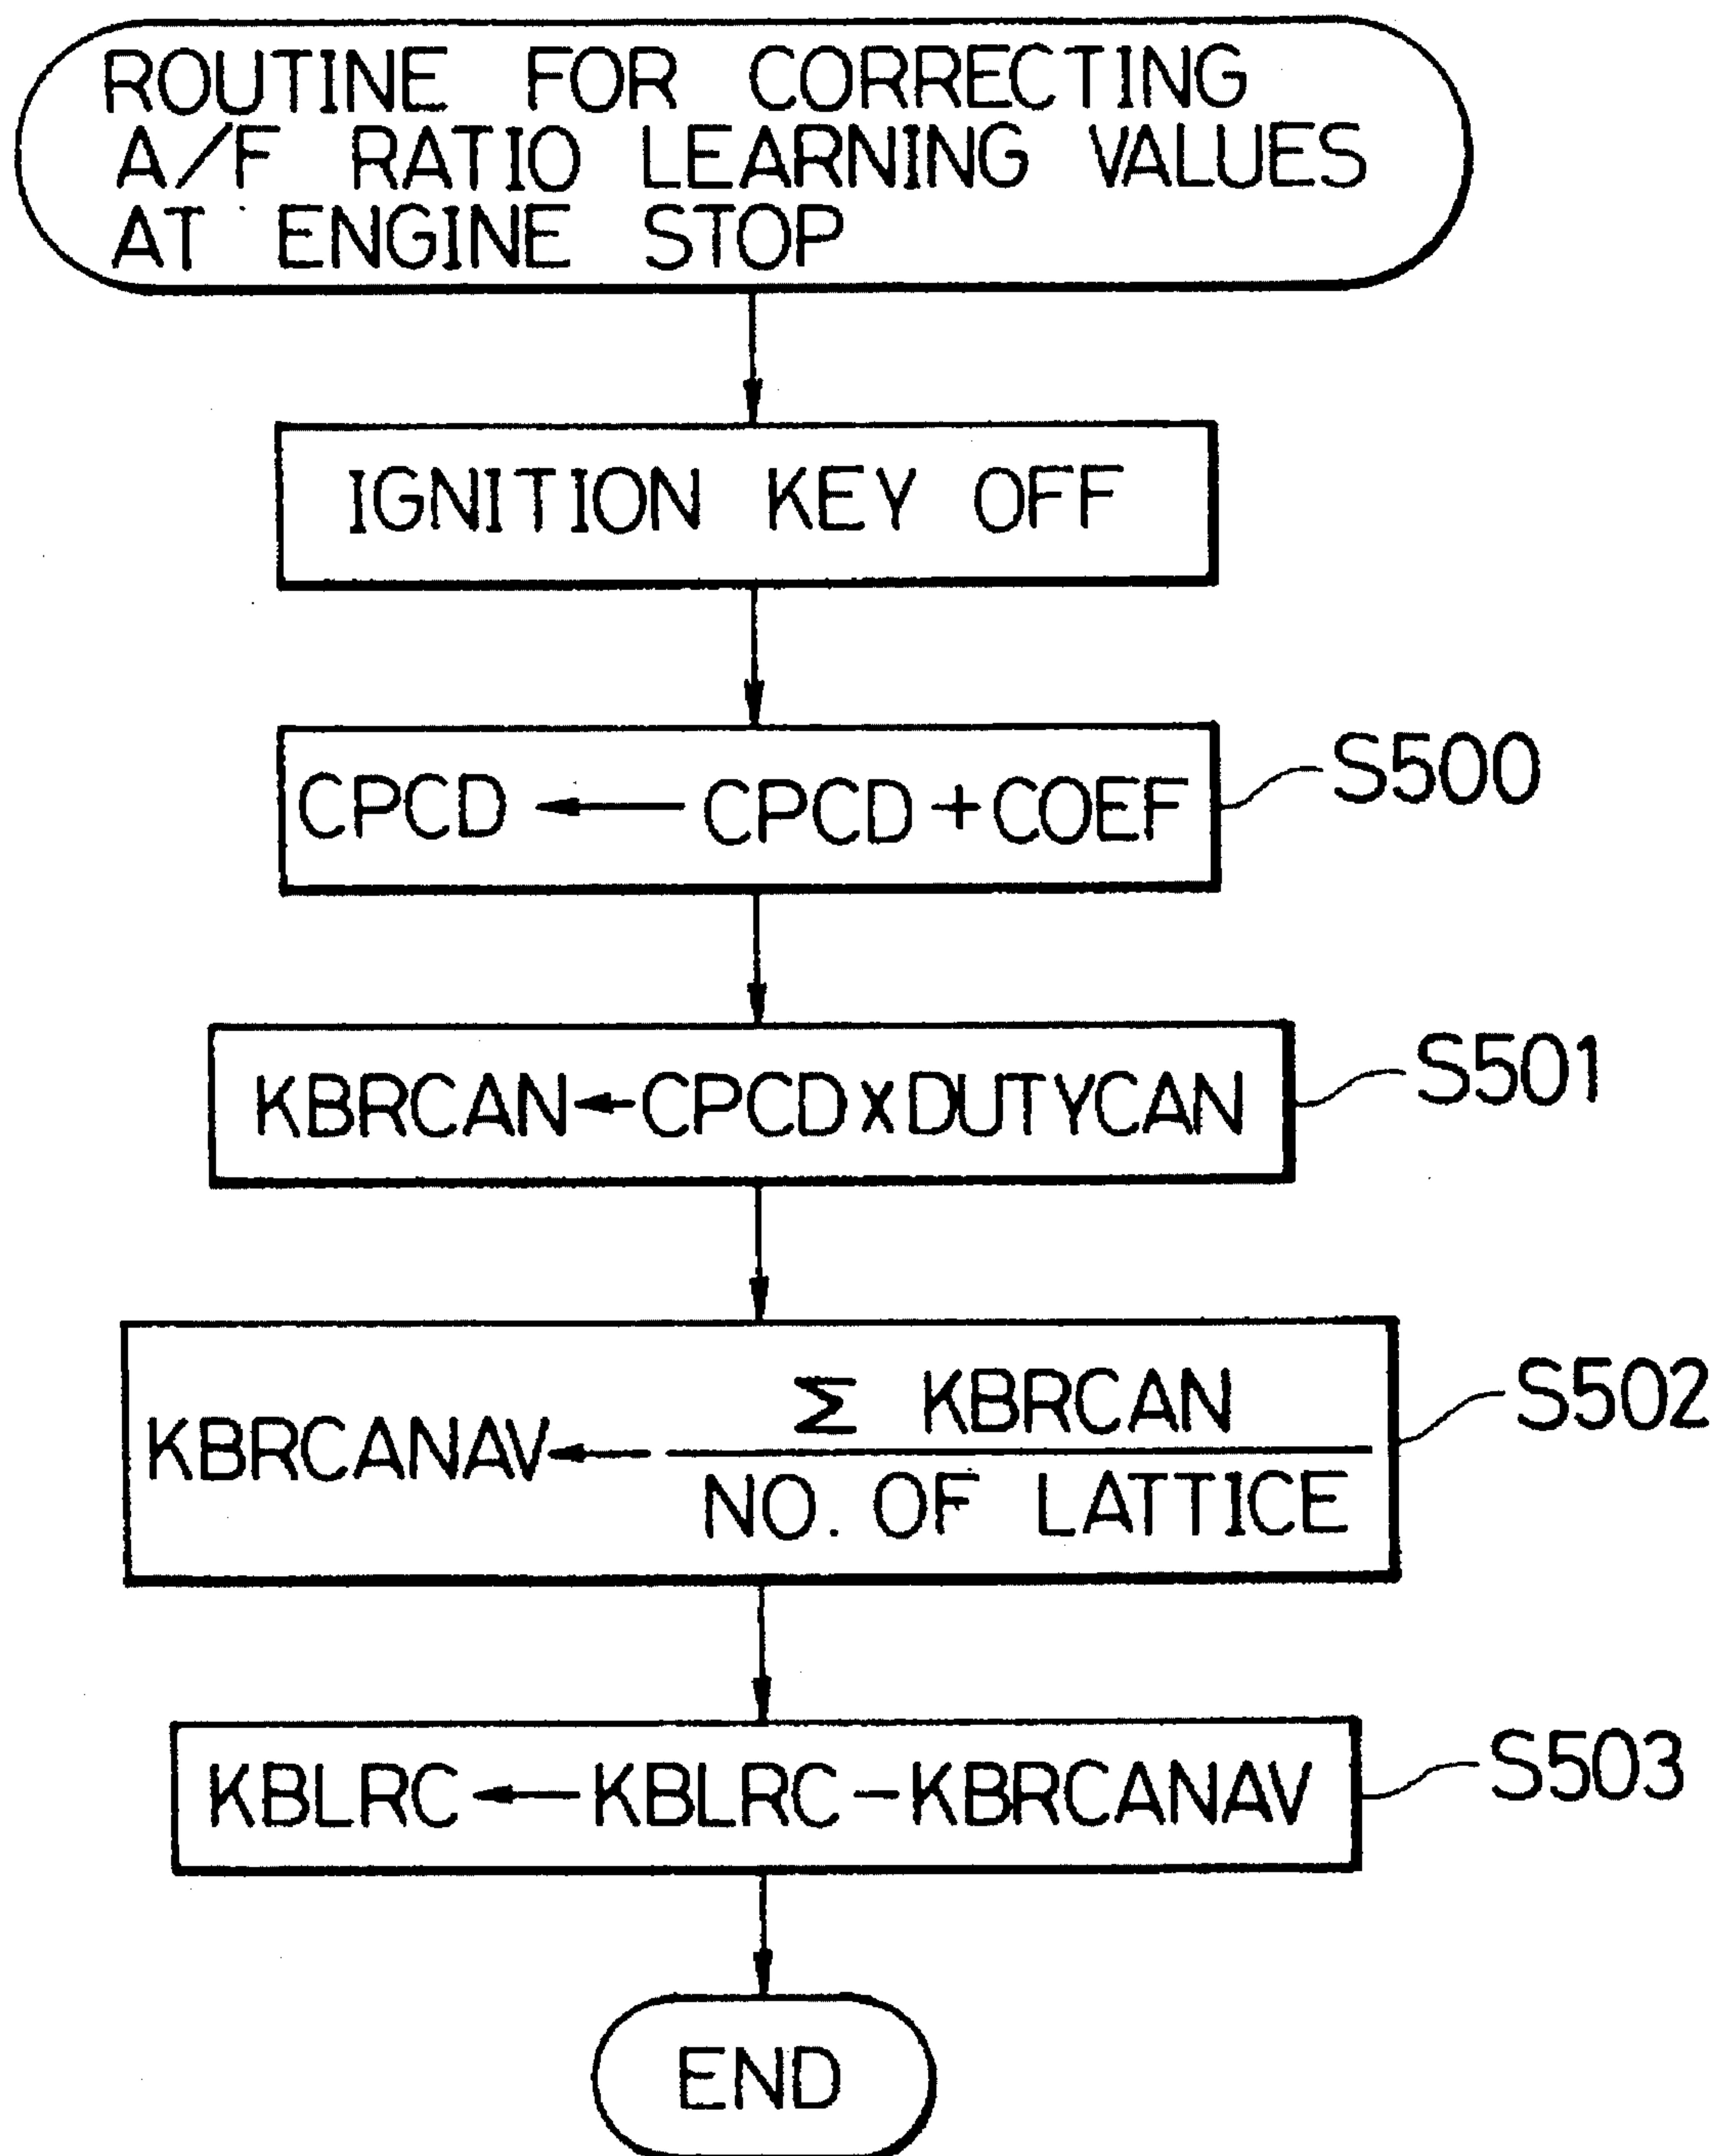 ROUTINE FOR CORRECTING
A/F RATIO LEARNING VALUES
AT ENGINE STOP
IGNITION KEY OFF
CPCD ← CPCD + COEF
S500
KBRCAN ← CPCD X DUTYCAN
S501
KBRCANAV ← Σ KBRCAN
NO. OF LATTICE
S502
KBLRC ← KBLRC - KBRCANAV
S503
END